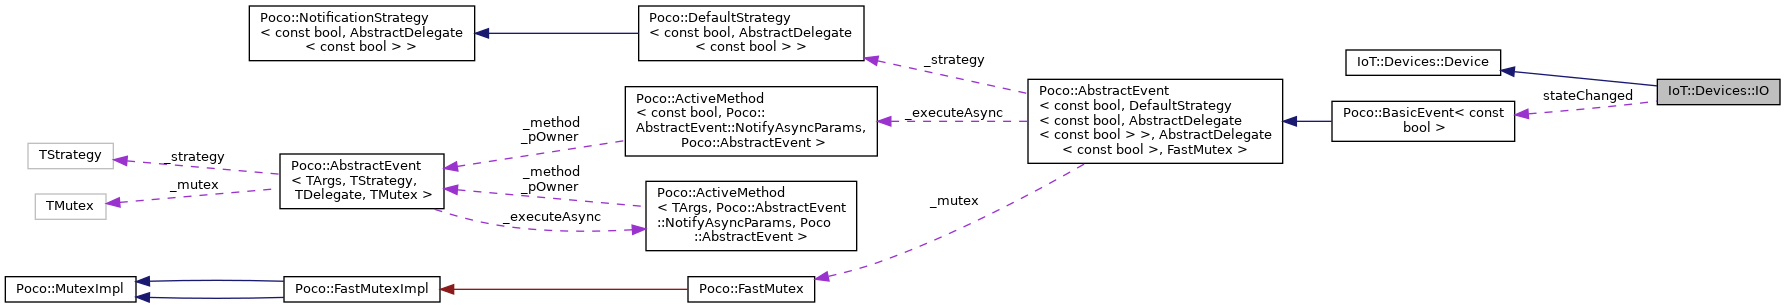 Poco::NotificationStrategy
< const bool, AbstractDelegate
< const bool > >
Poco::DefaultStrategy
< const bool, AbstractDelegate
< const bool > >
_strategy
IoT::Devices::Device
IoT::Devices::IO
stateChanged
Poco::BasicEvent< const
bool >
Poco::AbstractEvent
< const bool, DefaultStrategy
< const bool, AbstractDelegate
< const bool > >, AbstractDelegate
< const bool >, FastMutex >
_executeAsync
Poco::ActiveMethod
< const bool, Poco::
AbstractEvent::NotifyAsyncParams,
Poco::AbstractEvent >
_method
_pOwner
TStrategy
_strategy
Poco::AbstractEvent
< TArgs, TStrategy,
TDelegate, TMutex >
_method
_pOwner
_mutex
TMutex
Poco::ActiveMethod
< TArgs, Poco::AbstractEvent
::NotifyAsyncParams, Poco
::AbstractEvent >
_executeAsync
_mutex
Poco::MutexImpl
Poco::FastMutexImpl
Poco::FastMutex